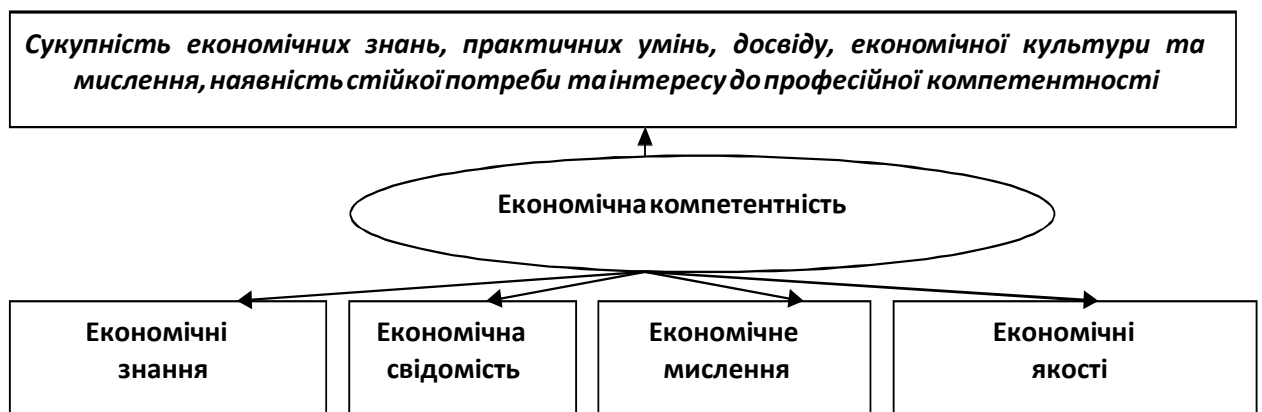 Сукупність економічних знань, практичних умінь, досвіду, економічної культури та
мислення, наявність стійкої потреби та інтересу до професійної компетентності
Економічна компетентність
Економічні
знання
Економічна
свідомість
Економічне
мислення
Економічні
якості